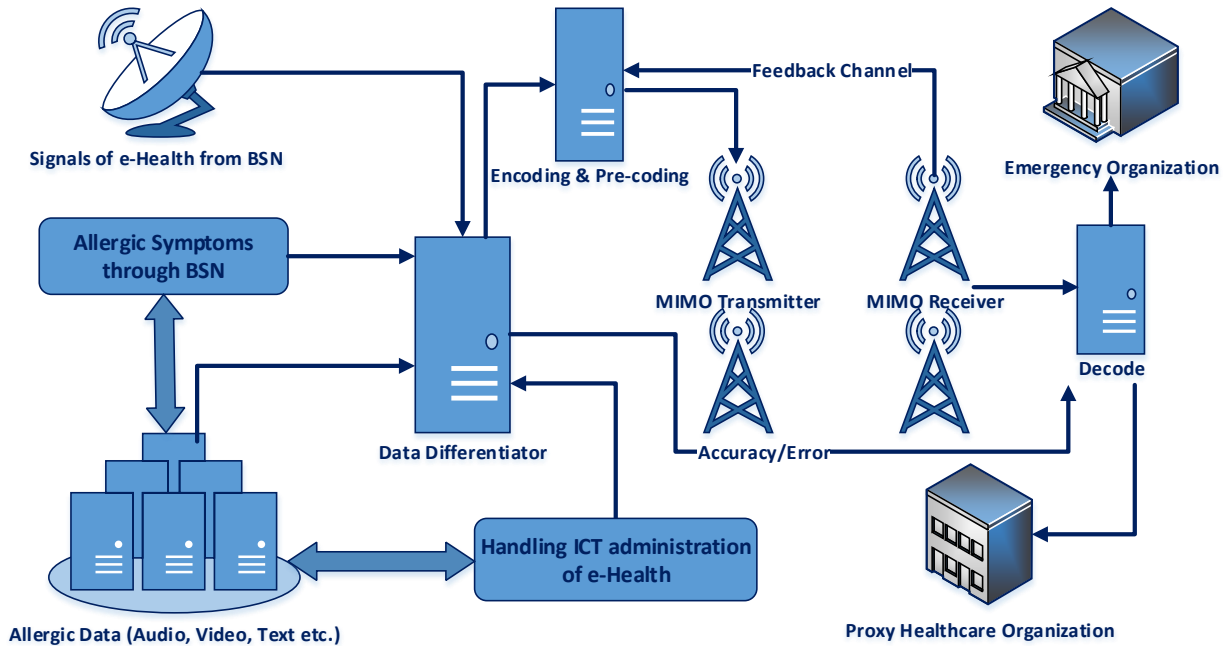 Feedback Channel
Signals of e-Health from BSN
Encoding & Pre-coding
Emergency Organization
Allergic Symptoms
through BSN
MIMO Transmitter
MIMO Receiver
Decode
Data Differentiator
Accuracy/Error
Handling ICT administration
of e-Health
Allergic Data (Audio, Video, Text etc.)
Proxy Healthcare Organization